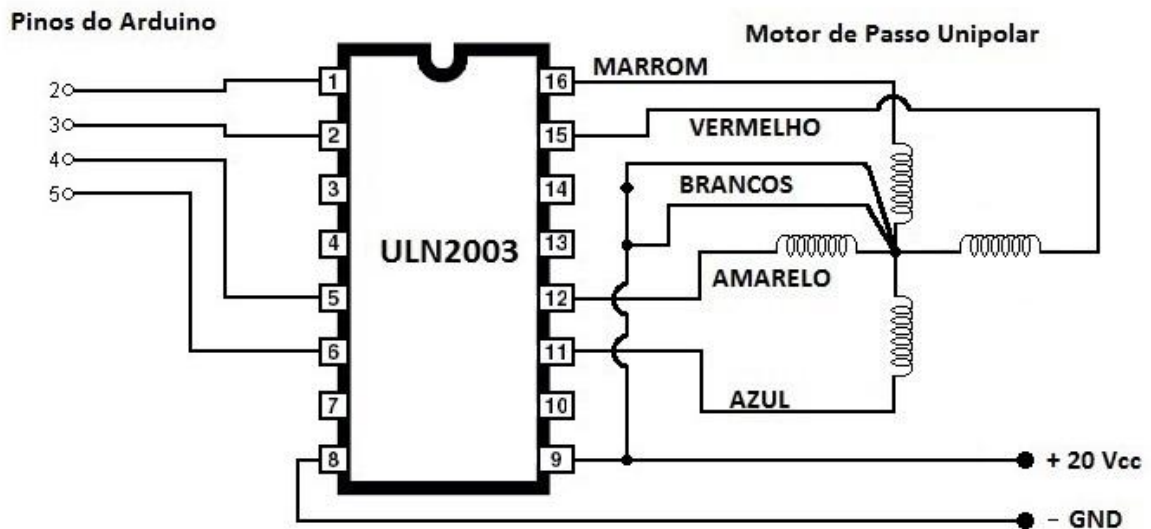 Pinos do Arduino
Motor de Passo Unipolar
2
3
4
5
1
2
3
4
5
6
7
8
ULN2003
16
15
14
13
12
11
10
9
MARROM
VERMELHO
BRANCOS
AMARELO
AZUL
+ 20 Vcc
- GND